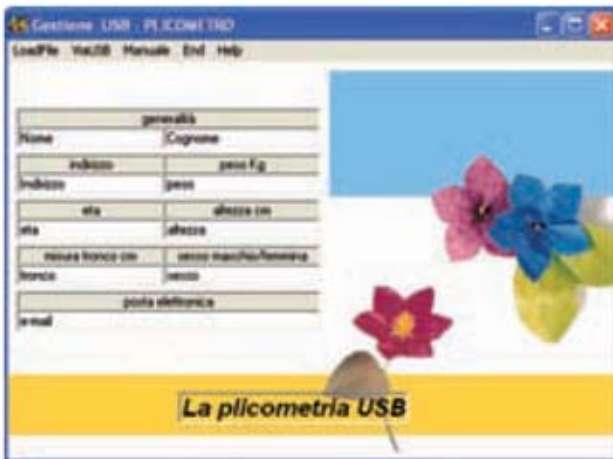 Gestione USB - PLICOMETRO
LoadFile ViaUSB Manuale End Help
generalità
Nome Cognome
indirizzo peso Kg
Indirizzo peso
eta altezza cm
eta altezza
misura tronco cm sesso maschio/femmina
tronco sesso
posta elettronica
e-mail
La plicometria USB